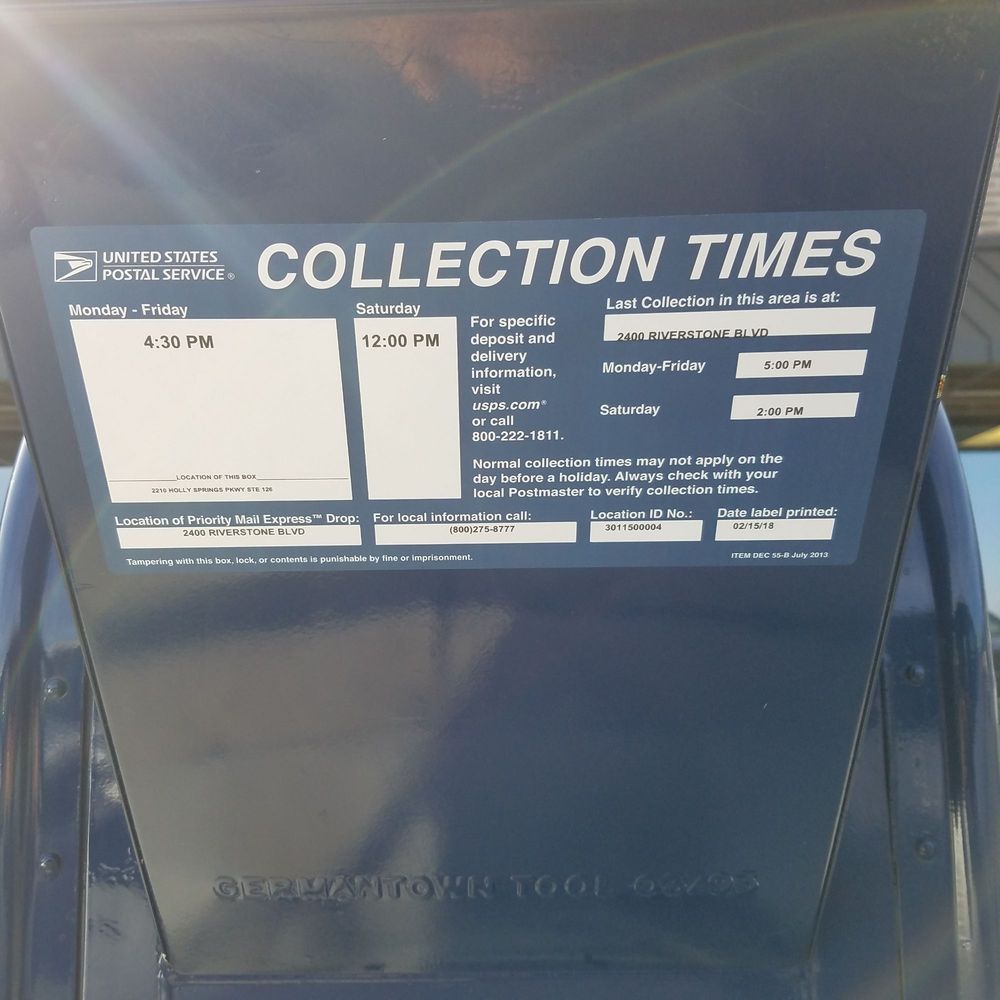 UNITED STATES
POSTAL SERVICE®
COLLECTION TIMES
Monday - Friday
4:30 PM
LOCATION OF THIS BOX
2210 HOLLY SPRINGS PKWY STE 126
Saturday
12:00 PM
For specific
deposit and
delivery
information,
visit
usps.com®
or call
800-222-1811.
Last Collection in this area is at:
2400 RIVERSTONE BLVD
Monday-Friday
5:00 PM
Saturday
2:00 PM
Normal collection times may not apply on the
day before a holiday. Always check with your
local Postmaster to verify collection times.
Location of Priority Mail Express™ Drop:
2400 RIVERSTONE BLVD
For local information call:
(800)275-8777
Location ID No.:
3011500004
Date label printed:
02/15/18
Tampering with this box, lock, or contents is punishable by fine or imprisonment.
ITEM DEC 55-B July 2013
GERMANTOWN TOOL